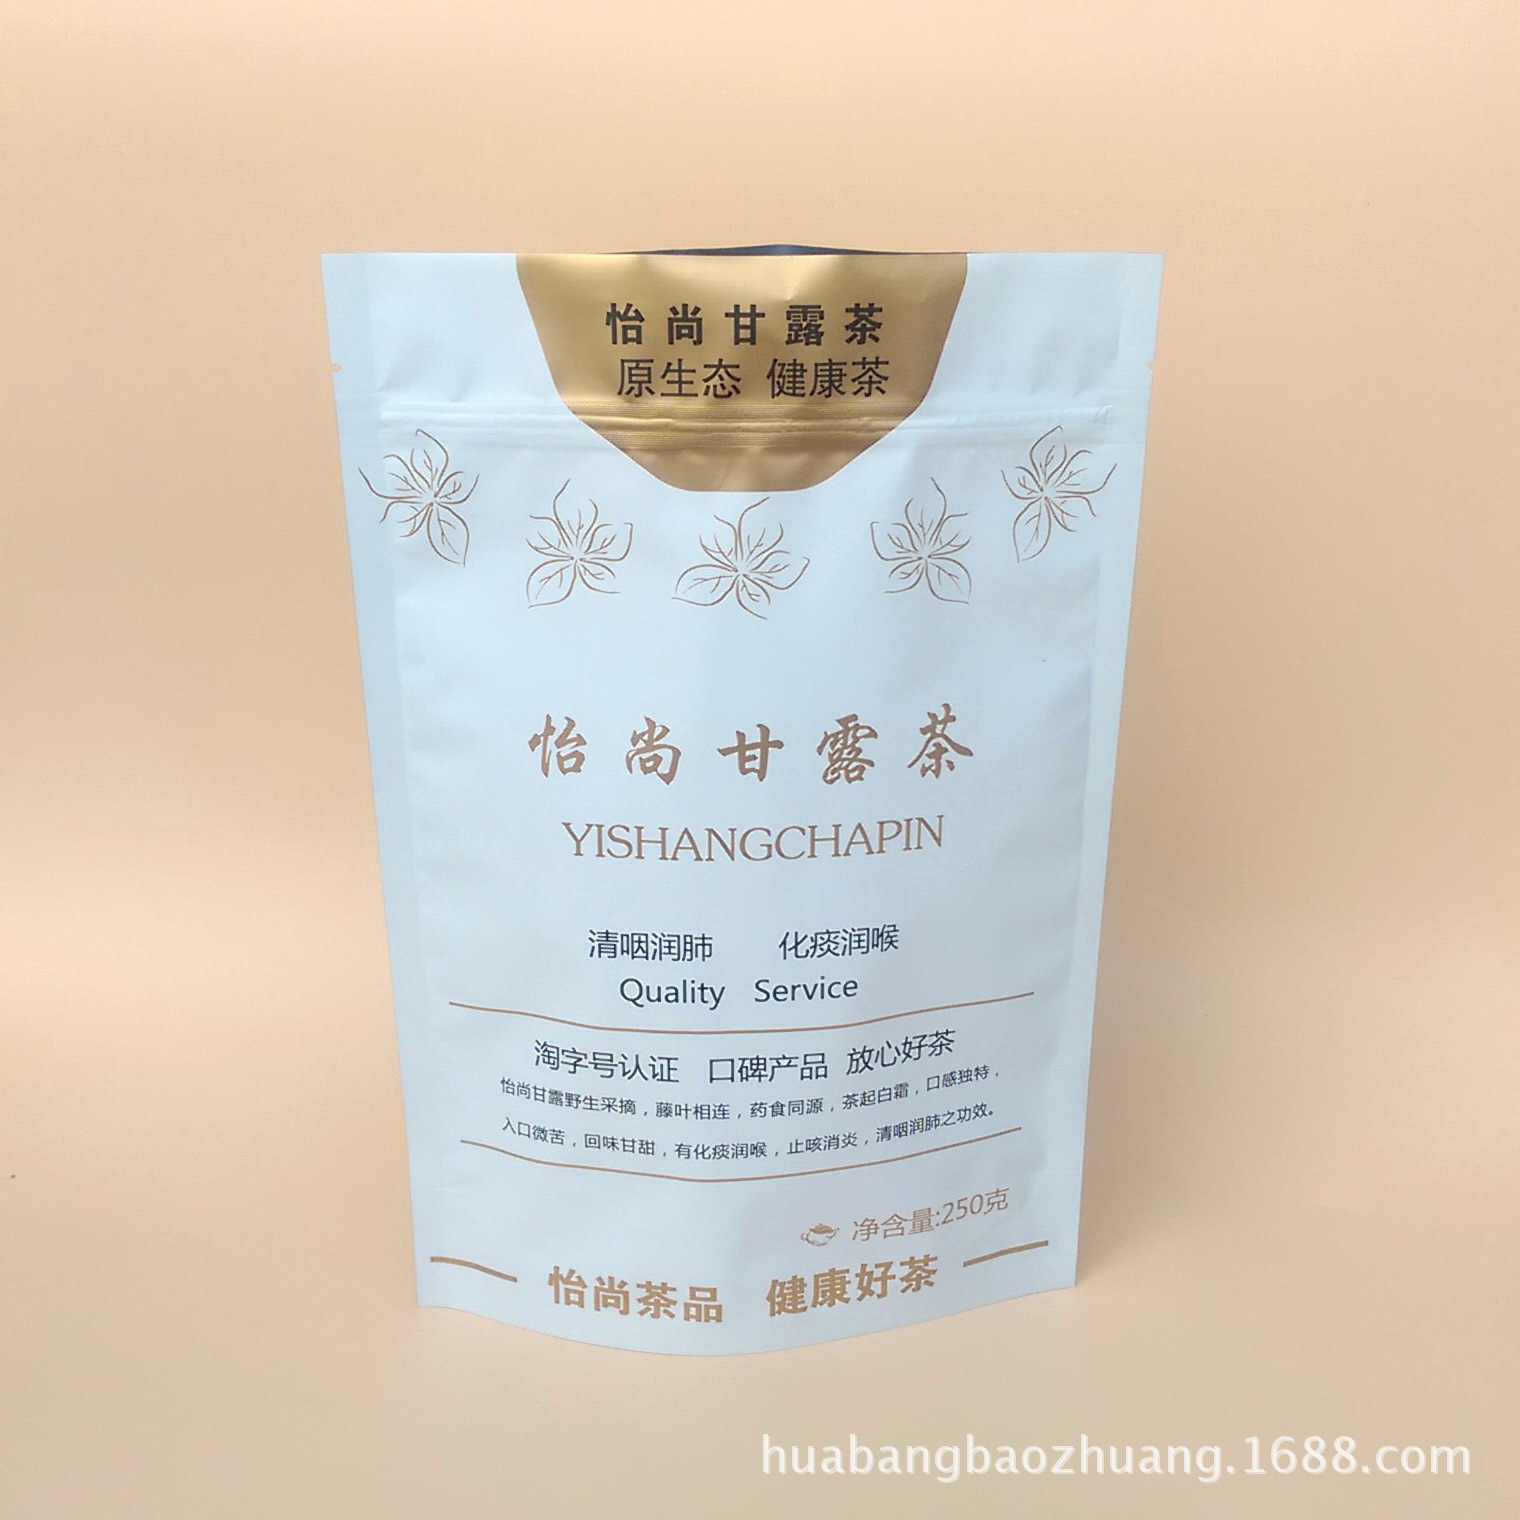 怡尚甘露茶
原生态 健康茶
怡尚甘露茶
YISHANGCHAPIN
清咽润肺 化痰润喉
Quality Service
淘字号认证 口碑产品 放心好茶
怡尚甘露野生采摘，藤叶相连，药食同源，茶起白霜，口感独特，
入口微苦，回味甘甜，有化痰润喉，止咳消炎，清咽润肺之功效。
净含量:250克
怡尚茶品 健康好茶
huabangbaozhuang.1688.com